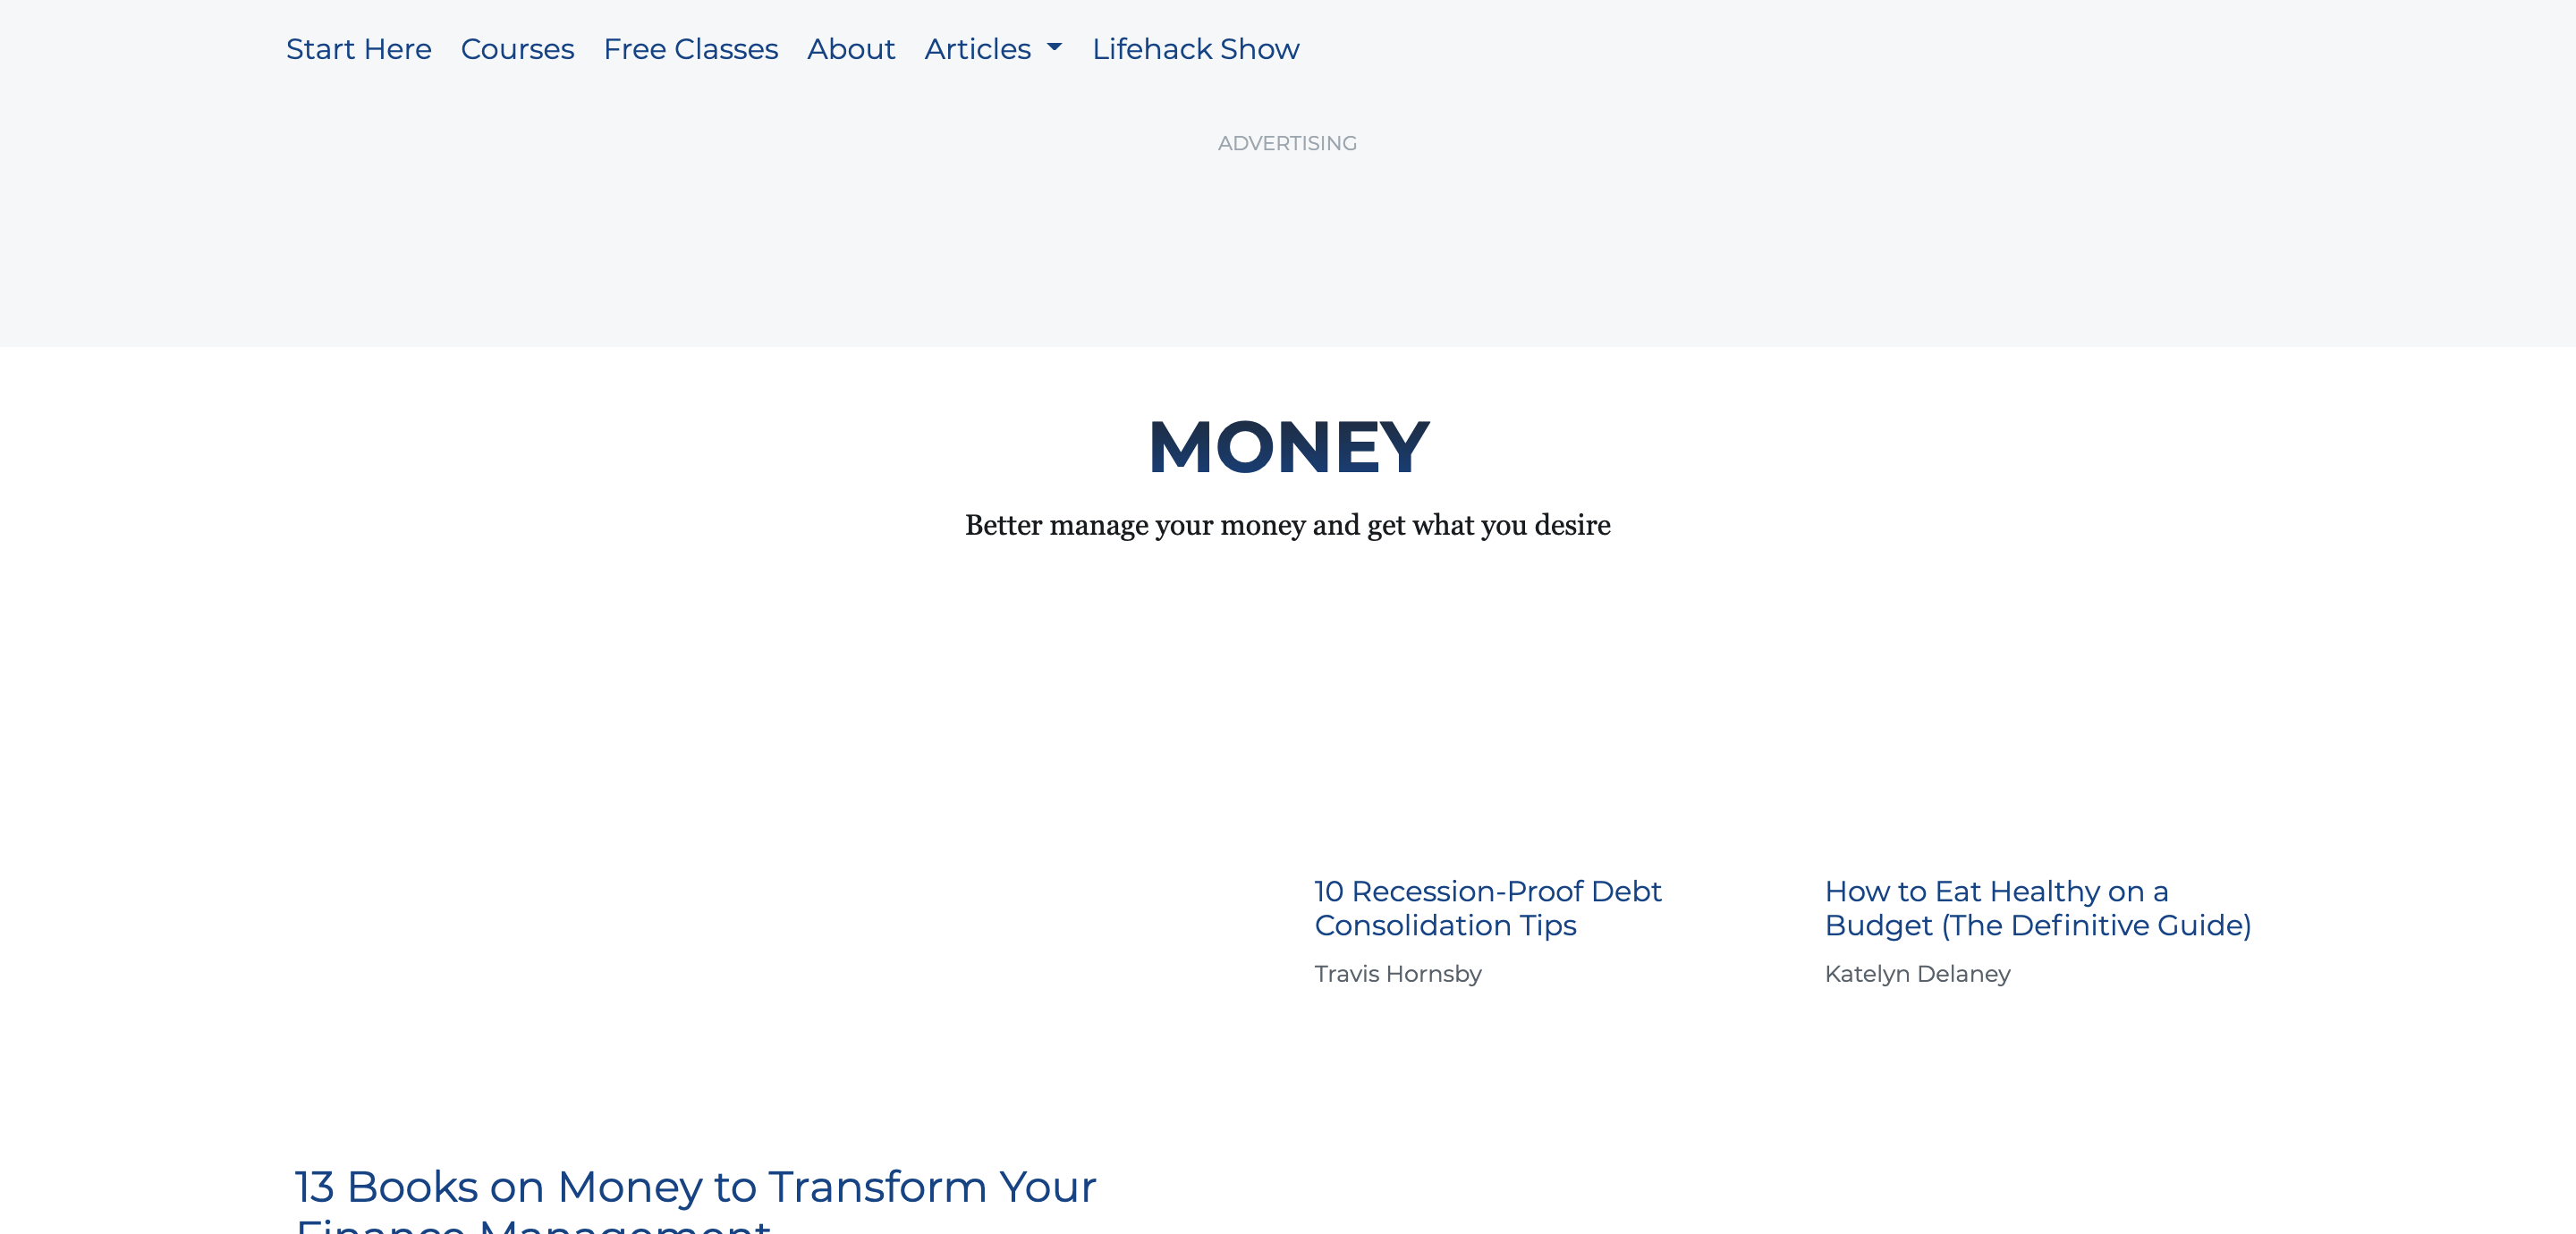 Start Here Courses Free Classes About Articles Lifehack Show
ADVERTISING
MONEY
Better manage your money and get what you desire
10 Recession-Proof Debt
Consolidation Tips
Travis Hornsby
How to Eat Healthy on a
Budget (The Definitive Guide)
Katelyn Delaney
13 Books on Money to Transform Your
Finance Management